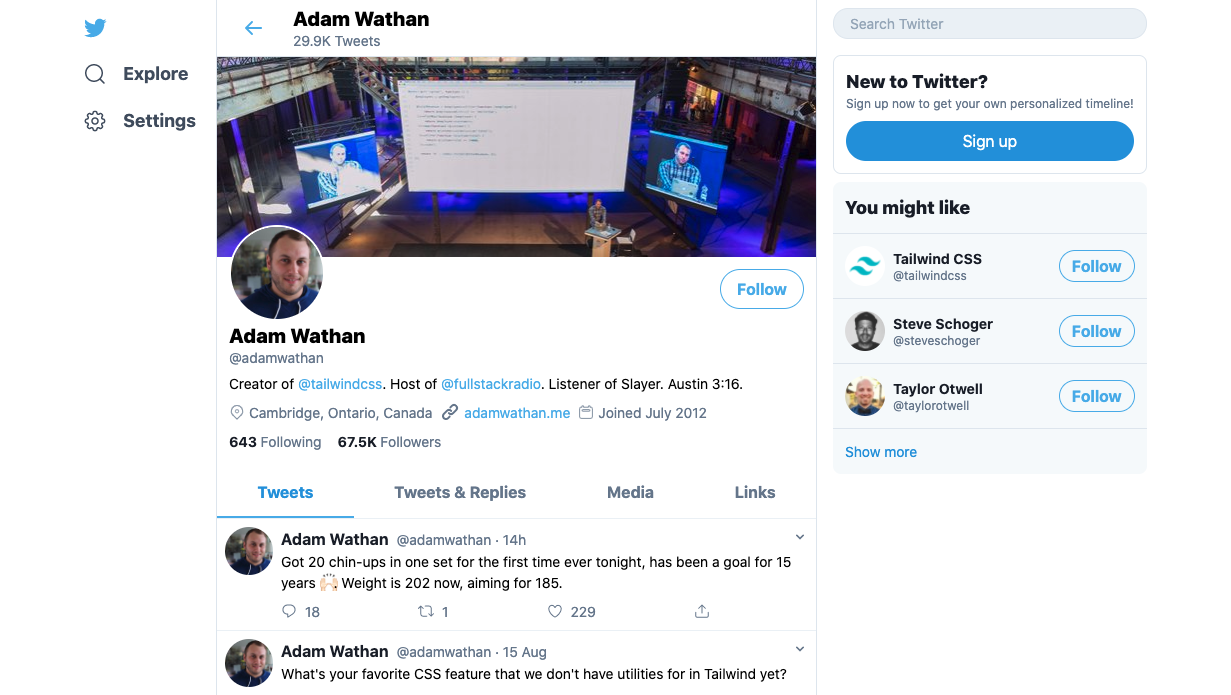 Explore
Settings
Adam Wathan
29.9K Tweets
Follow
Adam Wathan
@adamwathan
Creator of @tailwindcss. Host of @fullstackradio. Listener of Slayer. Austin 3:16.
Cambridge, Ontario, Canada adamwathan.me Joined July 2012
643 Following 67.5K Followers
Tweets Tweets & Replies Media Links
Adam Wathan @adamwathan · 14h
Got 20 chin-ups in one set for the first time ever tonight, has been a goal for 15
years 🙌🏻 Weight is 202 now, aiming for 185.
18 1 229
Adam Wathan @adamwathan · 15 Aug
What's your favorite CSS feature that we don't have utilities for in Tailwind yet?
Search Twitter
New to Twitter?
Sign up now to get your own personalized timeline!
Sign up
You might like
Tailwind CSS
@tailwindcss
Follow
Steve Schoger
@steveschoger
Follow
Taylor Otwell
@taylorotwell
Follow
Show more